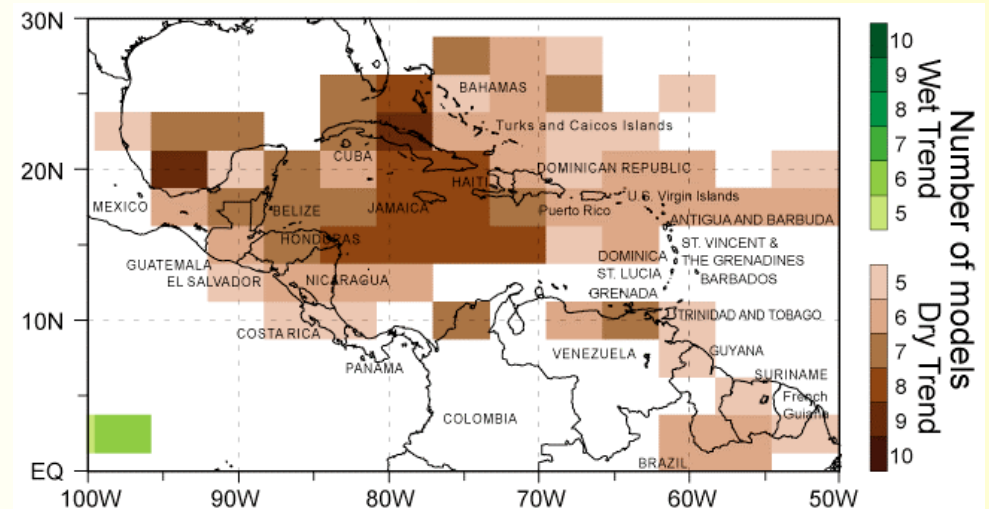 30N
20N
10N
EQ
100W
90W
80W
70W
60W
50W
BAHAMAS
Turks and Caicos Islands
CUBA
DOMINICAN REPUBLIC
HAITI
U.S. Virgin Islands
MEXICO
BELIZE
JAMAICA
Puerto Rico
ANTIGUA AND BARBUDA
HONDURAS
ST. VINCENT &
THE GRENADINES
DOMINICA
GUATEMALA
ST. LUCIA
BARBADOS
EL SALVADOR
NICARAGUA
GRENADA
TRINIDAD AND TOBAGO
COSTA RICA
PANAMA
VENEZUELA
GUYANA
SURINAME
French
Guiana
COLOMBIA
BRAZIL
10
9
8
7
6
5
Wet Trend
5
6
7
8
9
10
Dry Trend
Number of models